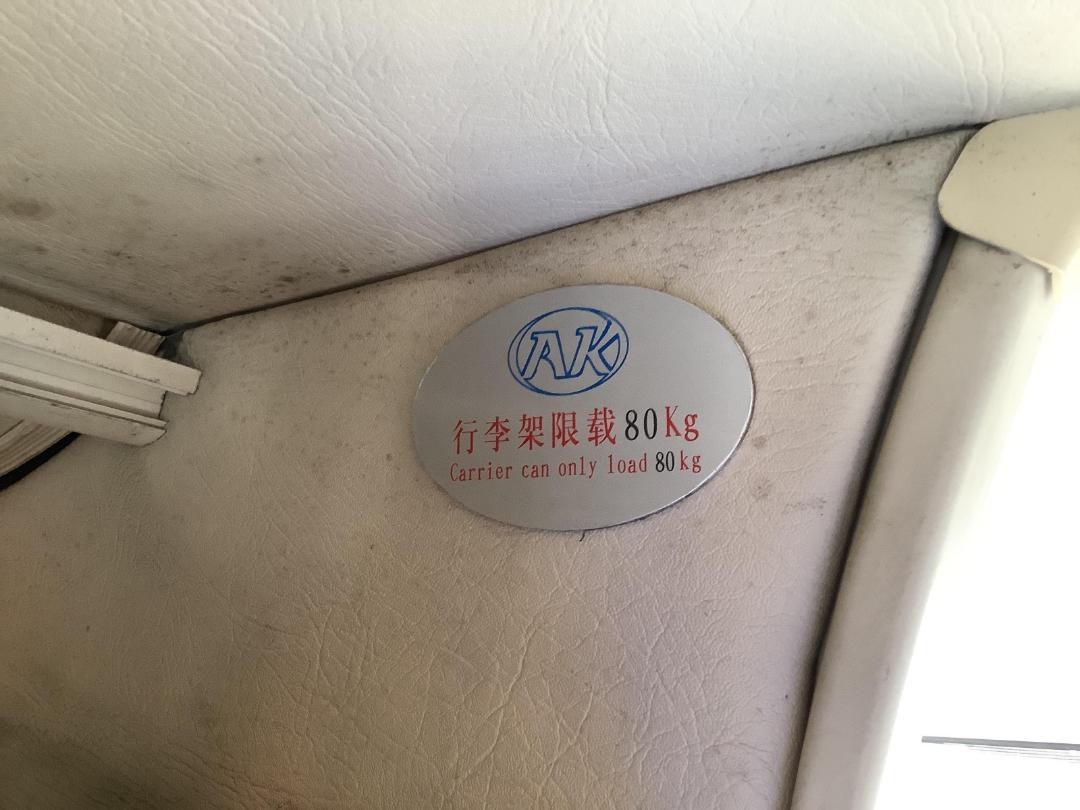 AK
行李架限载80Kg
Carrier can only load 80kg